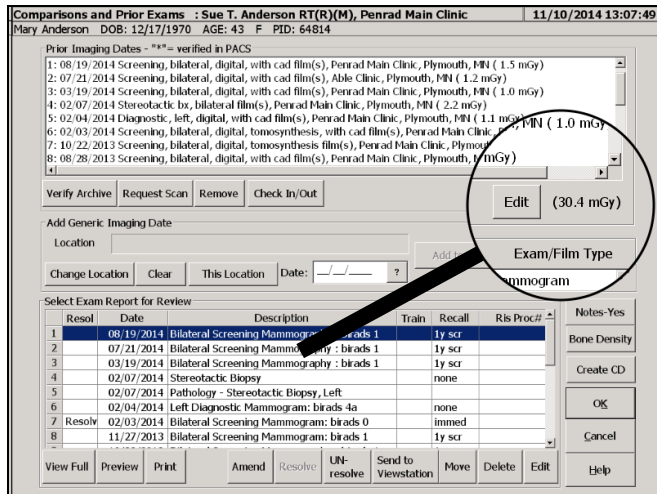 Comparisons and Prior Exams : Sue T. Anderson RT(R)(M), Penrad Main Clinic 11/10/2014 13:07:49
Mary Anderson DOB: 12/17/1970 AGE: 43 F PID: 64814
Prior Imaging Dates - "*"= verified in PACS
1: 08/19/2014 Screening, bilateral, digital, with cad film(s), Penrad Main Clinic, Plymouth, MN ( 1.5 mGy)
2: 07/21/2014 Screening, bilateral, digital, with cad film(s), Able Clinic, Plymouth, MN ( 1.2 mGy)
3: 03/19/2014 Screening, bilateral, digital, with cad film(s), Penrad Main Clinic, Plymouth, MN ( 1.0 mGy)
4: 02/07/2014 Stereotactic bx, bilateral film(s), Penrad Main Clinic, Plymouth, MN ( 2.2 mGy)
5: 02/04/2014 Diagnostic, left, digital, with cad film(s), Penrad Main Clinic, Plymouth, MN ( 1.1 mGy)
6: 02/03/2014 Screening, bilateral, digital, tomosynthesis, with cad film(s), Penrad Main Clinic,
7: 10/22/2013 Screening, bilateral, digital, tomosynthesis film(s), Penrad Main Clinic, Plymouth,
8: 08/28/2013 Screening, bilateral, digital, with cad film(s), Penrad Main Clinic, Plymouth,
MN ( 1.0 mGy
mGy)
Verify Archive Request Scan Remove Check In/Out Edit (30.4 mGy)
Add Generic Imaging Date
Location
Exam/Film Type
Change Location Clear This Location Date: __/__/____ ?
Select Exam Report for Review
Resol Date Description Train Recall Ris Proc#
1 08/19/2014 Bilateral Screening Mammography : birads 1 1y scr
2 07/21/2014 Bilateral Screening Mammography : birads 1 1y scr
3 03/19/2014 Bilateral Screening Mammography : birads 1 1y scr
4 02/07/2014 Stereotactic Biopsy none
5 02/07/2014 Pathology - Stereotactic Biopsy, Left
6 02/04/2014 Left Diagnostic Mammogram: birads 4a none
7 Resolv 02/03/2014 Bilateral Screening Mammogram: birads 0 immed
8 11/27/2013 Bilateral Screening Mammogram: birads 1 1y scr
Notes-Yes
Bone Density
Create CD
OK
Cancel
Help
View Full Preview Print Amend Resolve UN-resolve Send to Viewstation Move Delete Edit